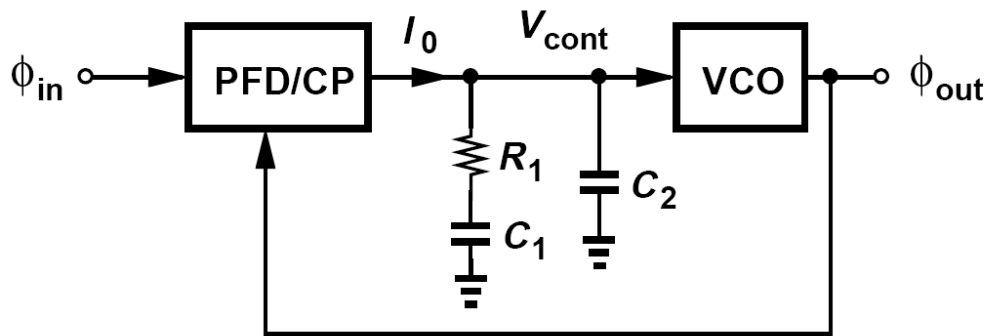 I0
Vcont
ϕin
PFD/CP
VCO
ϕout
R1
C2
C1